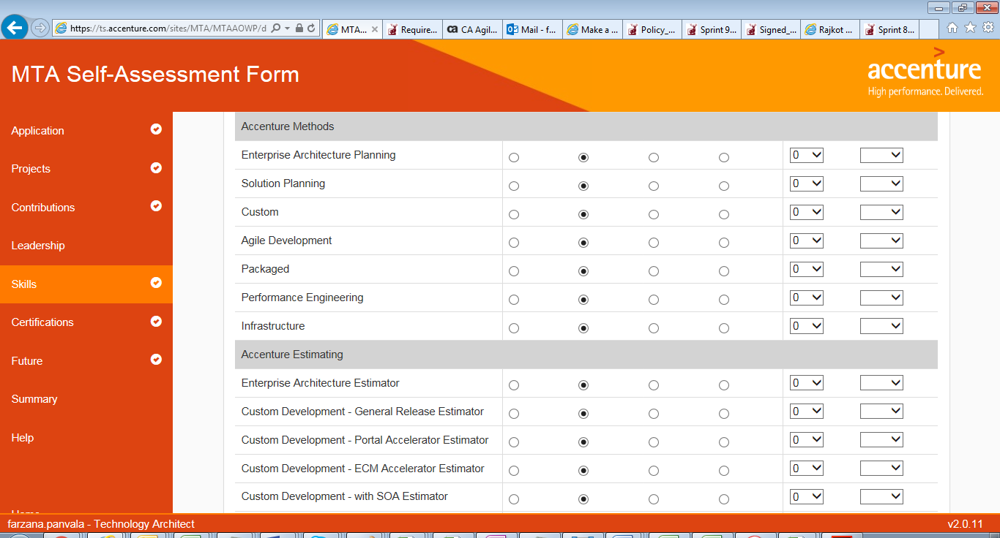 https://ts.accenture.com/sites/MTA/MTAAOWP/d
MTA... Require... CA Agil... Mail - f... Make a ... Policy_... Sprint 9... Signed_... Rajkot ... Sprint 8...
MTA Self-Assessment Form
>
accenture
High performance. Delivered.
Application
Projects
Contributions
Leadership
Skills
Certifications
Future
Summary
Help
Accenture Methods
Enterprise Architecture Planning 0
Solution Planning 0
Custom 0
Agile Development 0
Packaged 0
Performance Engineering 0
Infrastructure 0
Accenture Estimating
Enterprise Architecture Estimator 0
Custom Development - General Release Estimator 0
Custom Development - Portal Accelerator Estimator 0
Custom Development - ECM Accelerator Estimator 0
Custom Development - with SOA Estimator 0
farzana.panvala - Technology Architect
v2.0.11